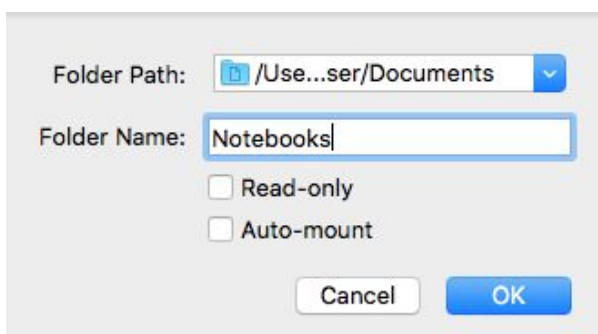 Folder Path: /Use...ser/Documents
Folder Name: Notebooks
Read-only
Auto-mount
Cancel OK